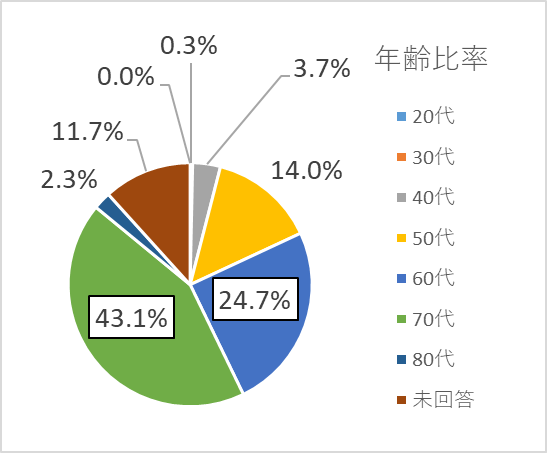 年齢比率
0.3%
0.0%
3.7%
11.7%
14.0%
2.3%
24.7%
43.1%
20代
30代
40代
50代
60代
70代
80代
未回答